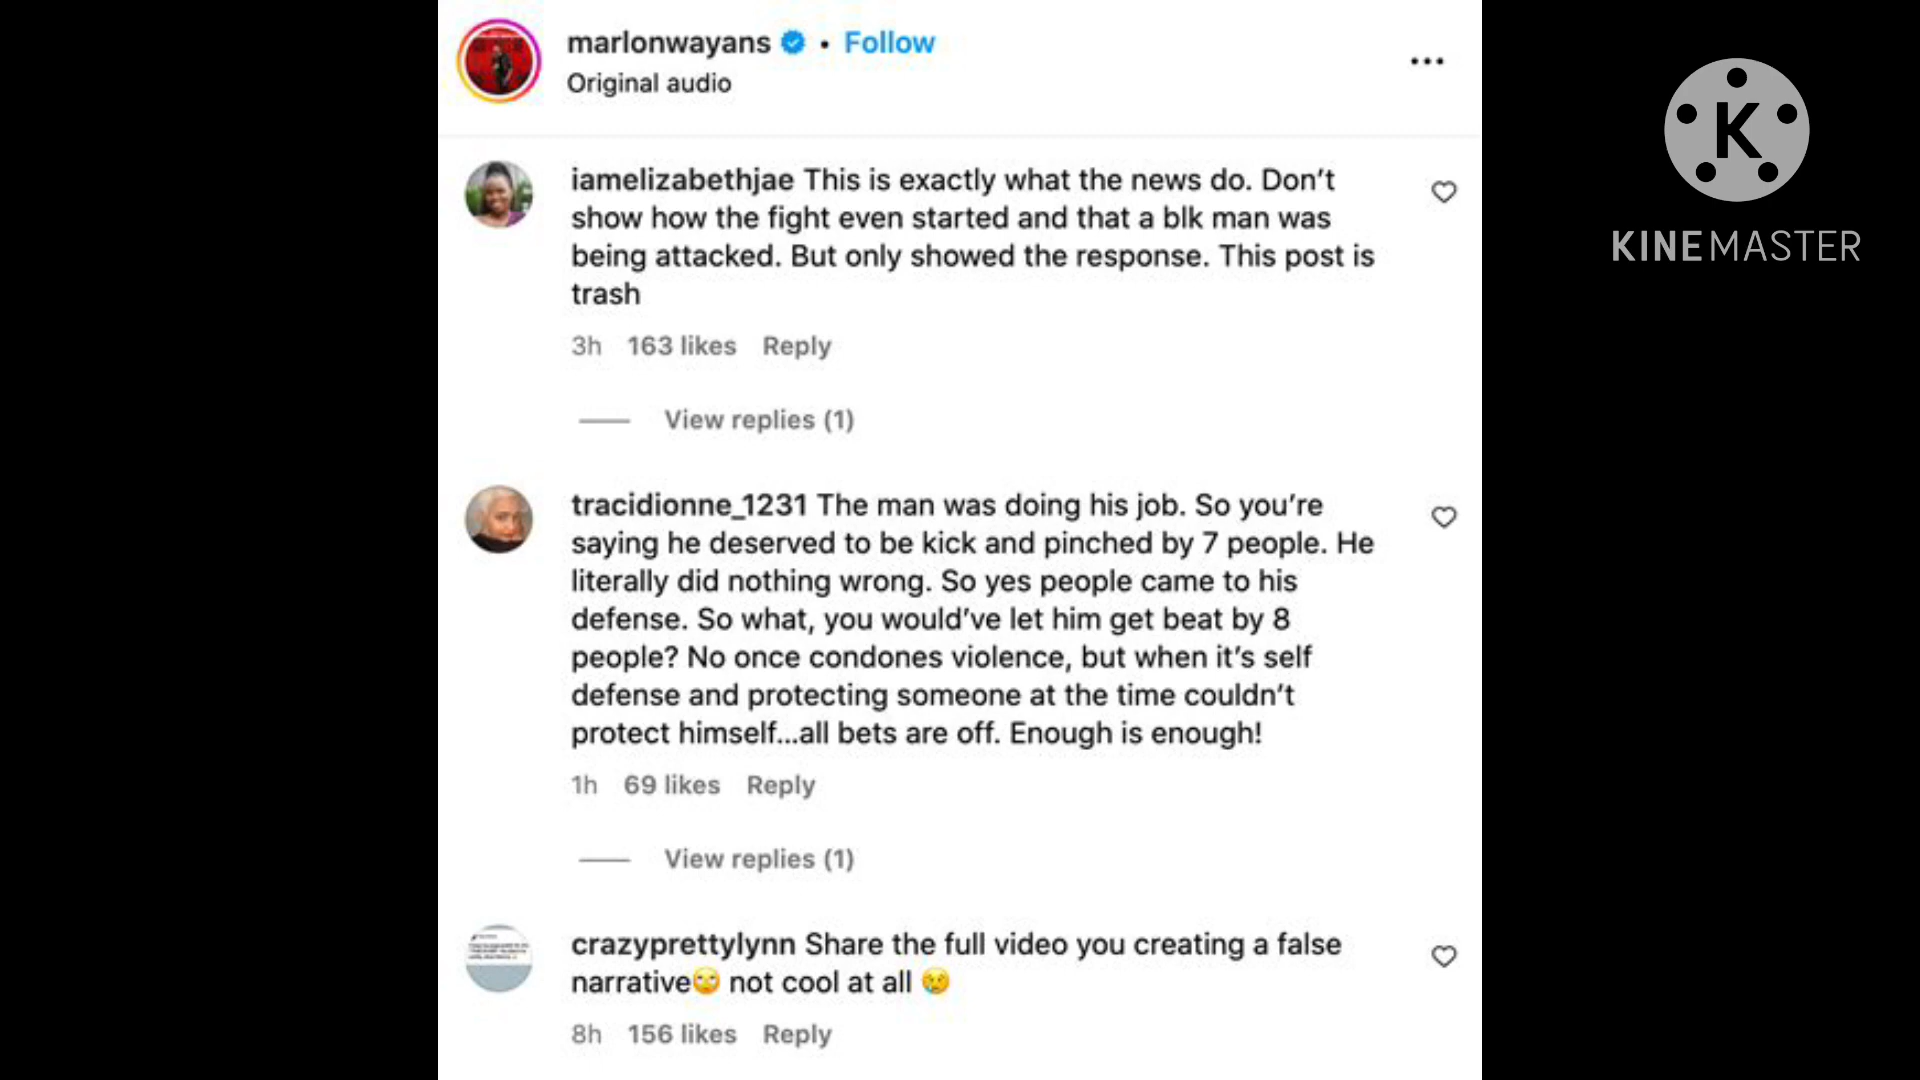 marlonwayans • Follow
Original audio
iamelizabethjae This is exactly what the news do. Don’t
show how the fight even started and that a blk man was
being attacked. But only showed the response. This post is
trash
3h 163 likes Reply
View replies (1)
tracidionne_1231 The man was doing his job. So you’re
saying he deserved to be kick and pinched by 7 people. He
literally did nothing wrong. So yes people came to his
defense. So what, you would’ve let him get beat by 8
people? No once condones violence, but when it’s self
defense and protecting someone at the time couldn’t
protect himself...all bets are off. Enough is enough!
1h 69 likes Reply
View replies (1)
crazyprettylynn Share the full video you creating a false
narrative🙄 not cool at all 😢
8h 156 likes Reply
K
KINEMASTER